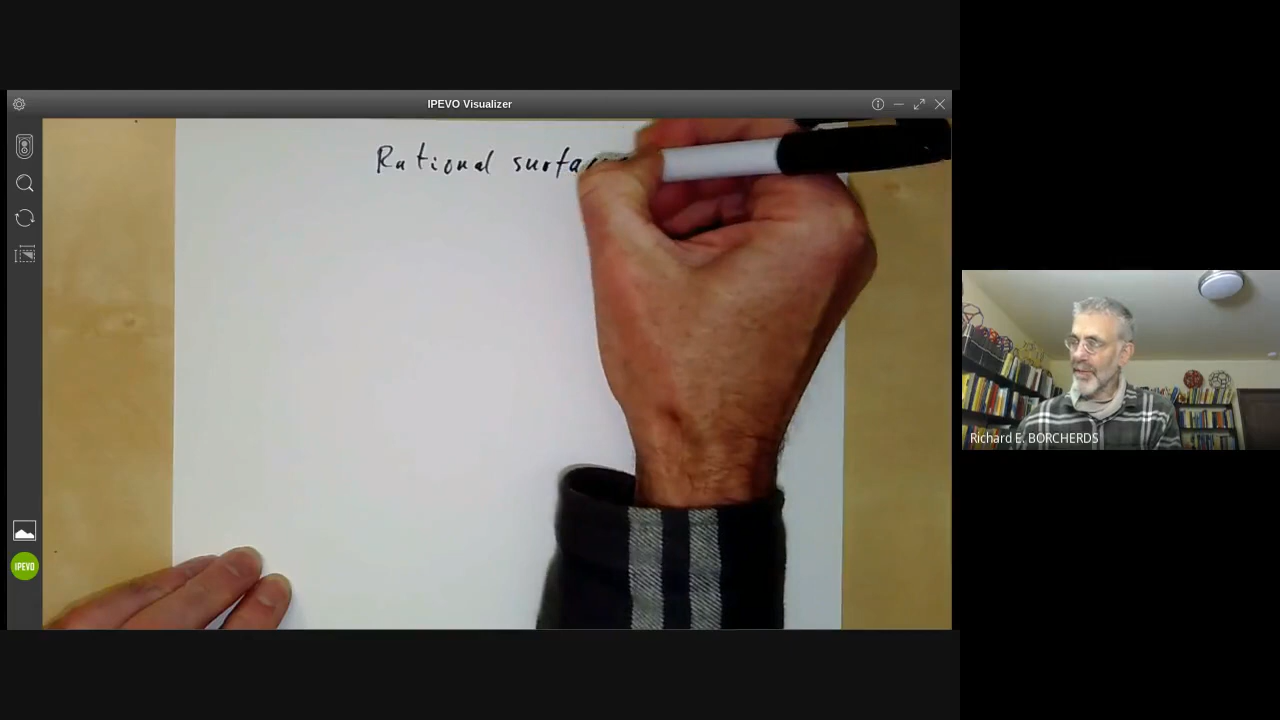 IPEVO Visualizer
Rational surfa
IPEVO
Richard E. BORCHERDS